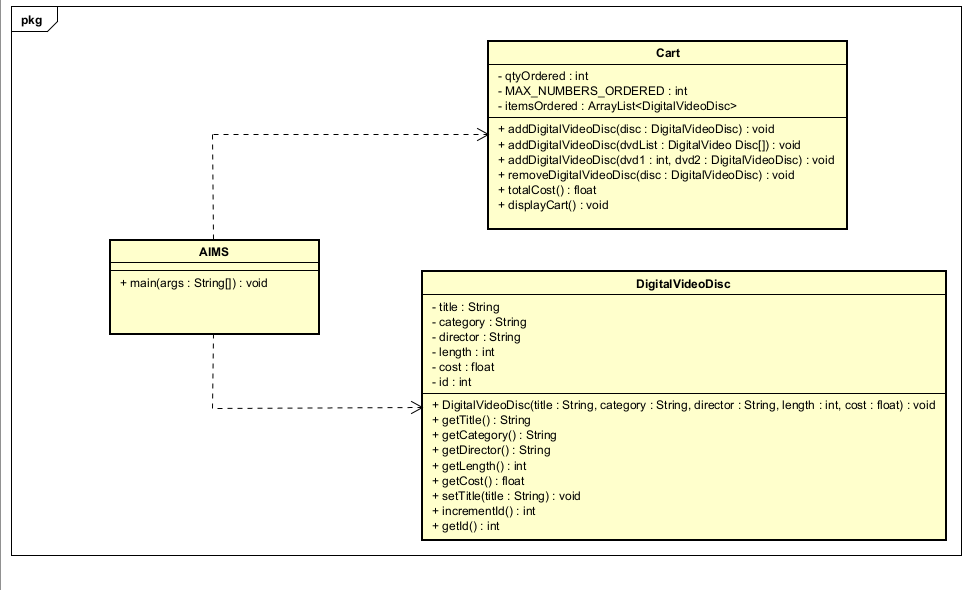 pkg
Cart
- qtyOrdered : int
- MAX_NUMBERS_ORDERED : int
- itemsOrdered : ArrayList<DigitalVideoDisc>
+ addDigitalVideoDisc(disc : DigitalVideoDisc) : void
+ addDigitalVideoDisc(dvdList : DigitalVideo Disc[]) : void
+ addDigitalVideoDisc(dvd1 : int, dvd2 : DigitalVideoDisc) : void
+ removeDigitalVideoDisc(disc : DigitalVideoDisc) : void
+ totalCost() : float
+ displayCart() : void
AIMS
+ main(args : String[]) : void
DigitalVideoDisc
- title : String
- category : String
- director : String
- length : int
- cost : float
- id : int
+ DigitalVideoDisc(title : String, category : String, director : String, length : int, cost : float) : void
+ getTitle() : String
+ getCategory() : String
+ getDirector() : String
+ getLength() : int
+ getCost() : float
+ setTitle(title : String) : void
+ incrementId() : int
+ getId() : int